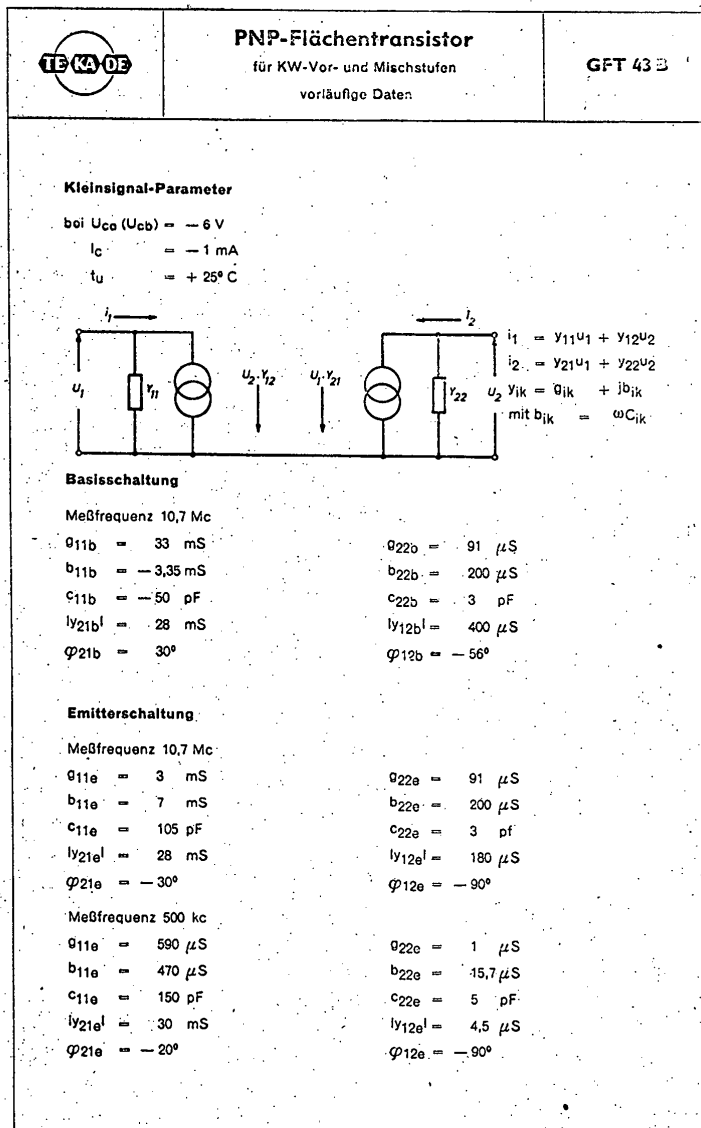 TE KA DE
PNP-Flächentransistor
für KW-Vor- und Mischstufen
vorläufige Daten
GFT 43 B
Kleinsignal-Parameter
bei Uce (Ucb) = — 6 V
Ic = — 1 mA
tu = + 25° C
i1
i2
u1
Y11
U2·Y12
U1·Y21
Y22
u2
i1 = y11u1 + y12u2
i2 = y21u1 + y22u2
yik = gik + jbik
mit bik = ωCik
Basisschaltung
Meßfrequenz 10,7 Mc
g11b = 33 mS g22b = 91 μS
b11b = — 3,35 mS b22b = 200 μS
c11b = — 50 pF c22b = 3 pF
|y21b| = 28 mS |y12b| = 400 μS
φ21b = 30° φ12b = — 56°
Emitterschaltung
Meßfrequenz 10,7 Mc
g11e = 3 mS g22e = 91 μS
b11e = 7 mS b22e = 200 μS
c11e = 105 pF c22e = 3 pf
|y21e| = 28 mS |y12e| = 180 μS
φ21e = — 30° φ12e = — 90°
Meßfrequenz 500 kc
g11e = 590 μS g22e = 1 μS
b11e = 470 μS b22e = 15,7 μS
c11e = 150 pF c22e = 5 pF
|y21e| = 30 mS |y12e| = 4,5 μS
φ21e = — 20° φ12e = — 90°